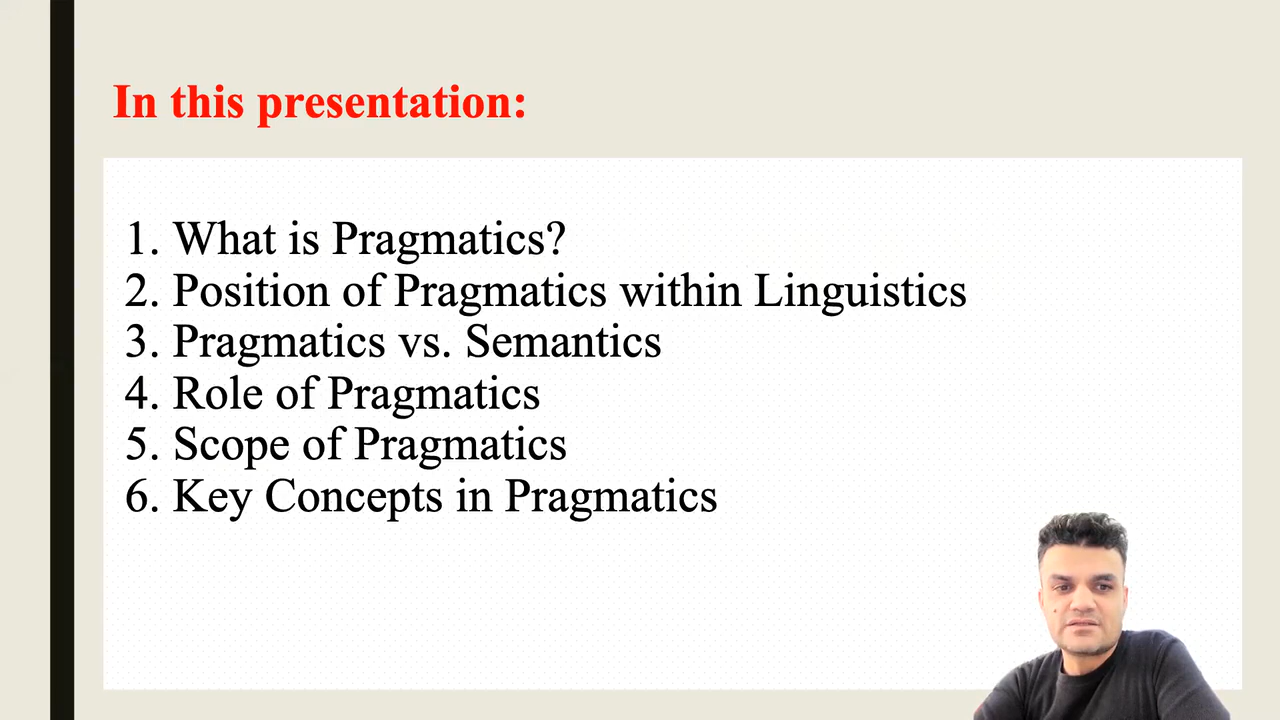 In this presentation:
1. What is Pragmatics?
2. Position of Pragmatics within Linguistics
3. Pragmatics vs. Semantics
4. Role of Pragmatics
5. Scope of Pragmatics
6. Key Concepts in Pragmatics